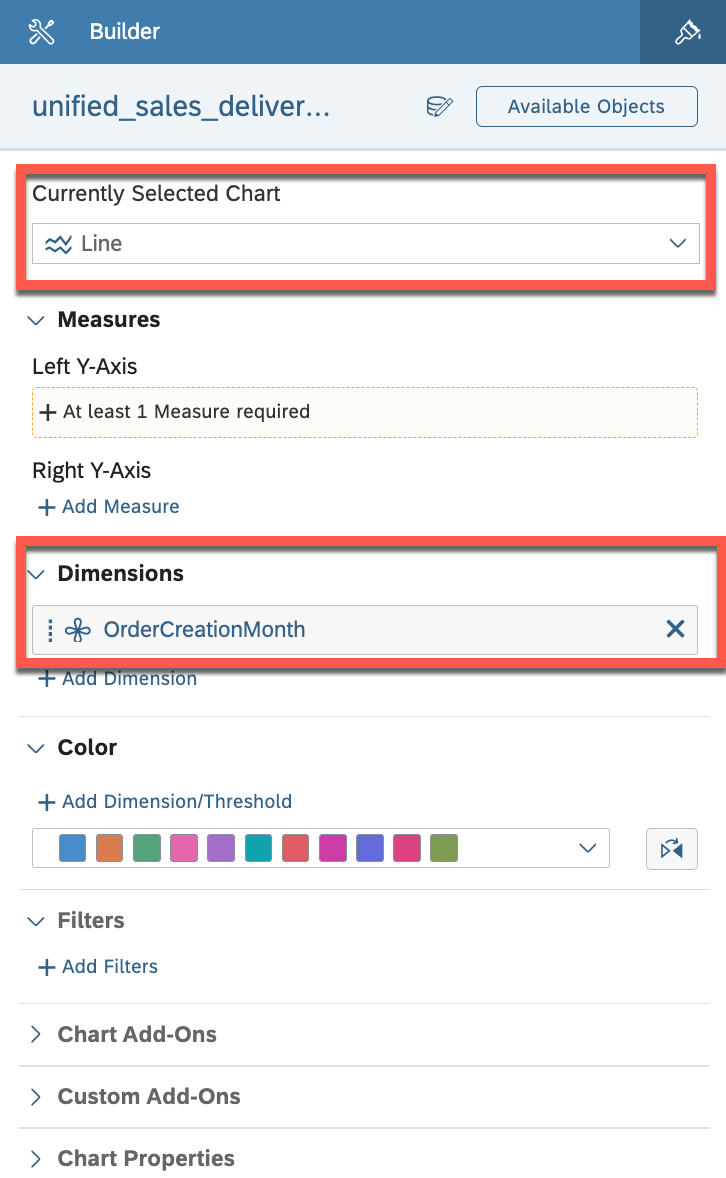 Builder
unified_sales_deliver...
Available Objects
Currently Selected Chart
Line
Measures
Left Y-Axis
+ At least 1 Measure required
Right Y-Axis
+ Add Measure
Dimensions
OrderCreationMonth
+ Add Dimension
Color
+ Add Dimension/Threshold
Filters
+ Add Filters
Chart Add-Ons
Custom Add-Ons
Chart Properties